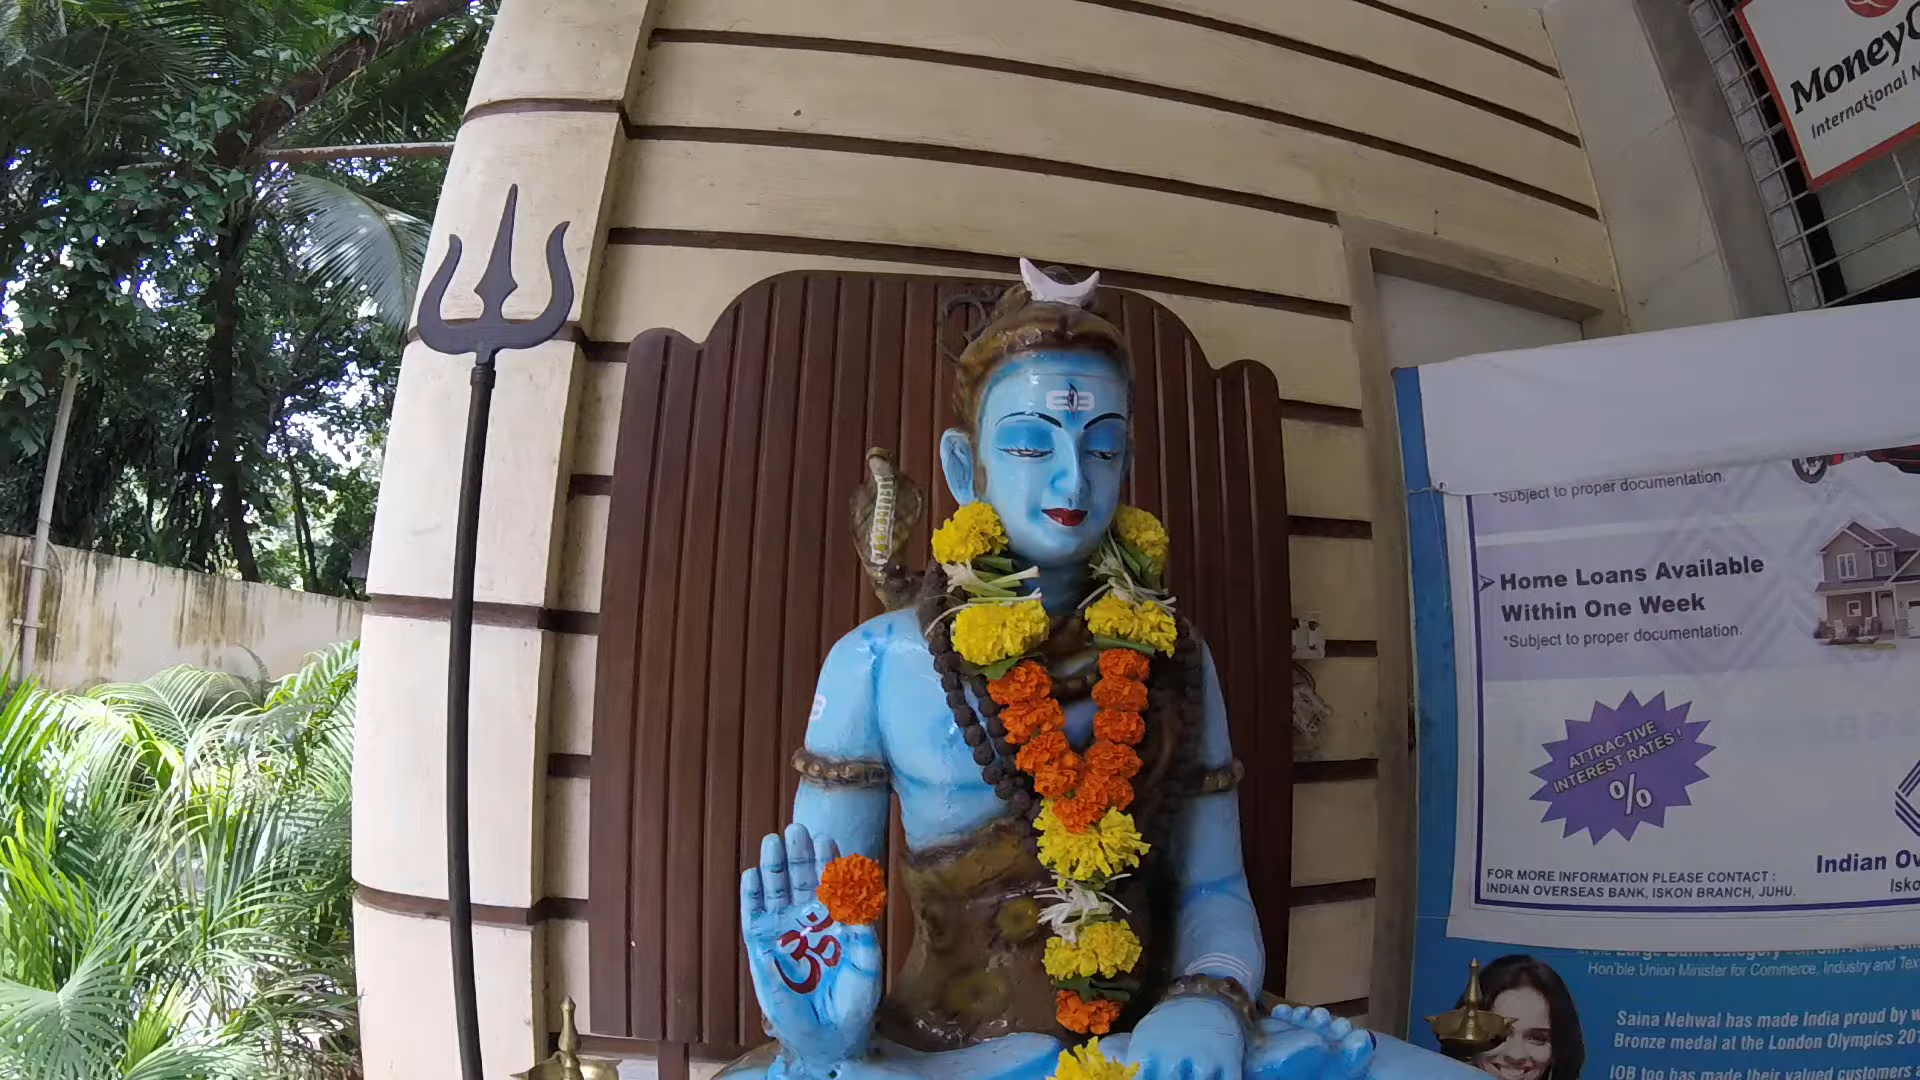 International
*Subject to proper documentation.
Home Loans Available
Within One Week
*Subject to proper documentation.
ATTRACTIVE
INTEREST RATES !
%
FOR MORE INFORMATION PLEASE CONTACT :
INDIAN OVERSEAS BANK, ISKON BRANCH, JUHU.
Indian
ॐ
Hon'ble Union Minister for Commerce, Industry and
Saina Nehwal has made India proud by
Bronze medal at the London Olympics
IOB too has made their valued customers